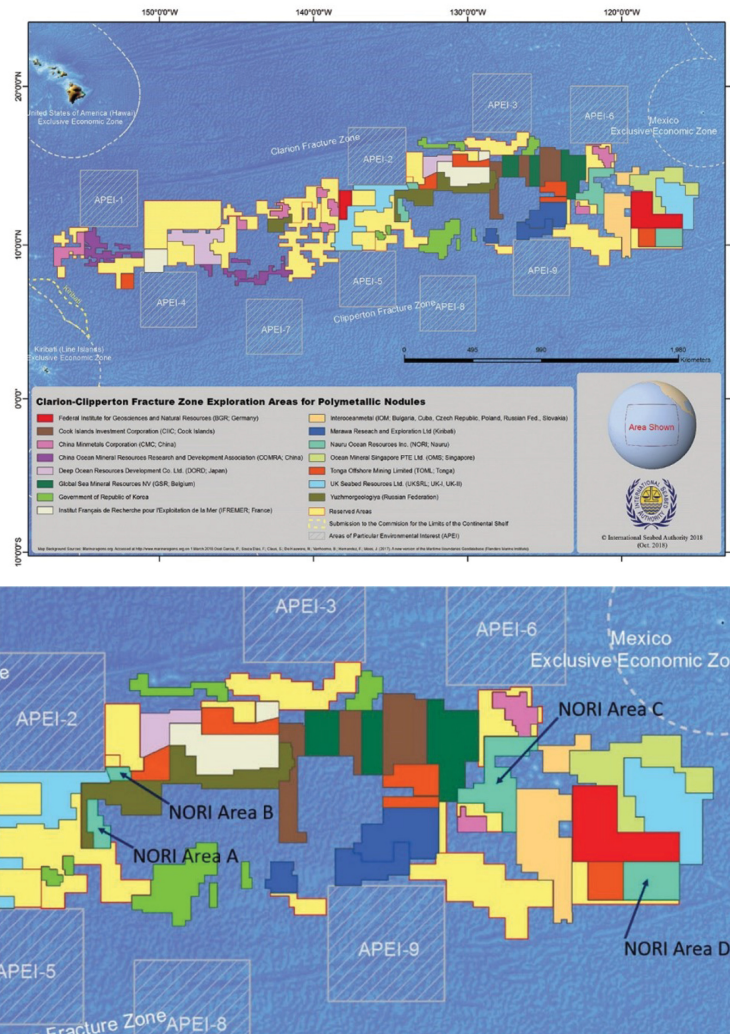 150°0'0"W
140°0'0"W
130°0'0"W
120°0'0"W
20°0'0"N
10°0'0"N
0°0'0"
10°0'0"S
United States of America (Hawaii)
Exclusive Economic Zone
Mexico
Exclusive Economic Zone
Clarion Fracture Zone
APEI-3
APEI-6
APEI-2
APEI-1
APEI-4
APEI-5
APEI-7
APEI-8
APEI-9
Clipperton Fracture Zone
Kiribati
Kiribati (Line Islands)
Exclusive Economic Zone
0
Kilometers
Clarion-Clipperton Fracture Zone Exploration Areas for Polymetallic Nodules
Federal Institute for Geosciences and Natural Resources (BGR; Germany)
Cook Islands Investment Corporation (CIIC; Cook Islands)
China Minmetals Corporation (CMC; China)
China Ocean Mineral Resources Research and Development Association (COMRA; China)
Deep Ocean Resources Development Co. Ltd. (DORD; Japan)
Global Sea Mineral Resources NV (GSR; Belgium)
Government of Republic of Korea
Institut Français de Recherche pour l'Exploitation de la Mer (IFREMER; France)
Interoceanmetal (IOM; Bulgaria, Cuba, Czech Republic, Poland, Russian Fed., Slovakia)
Marawa Research and Exploration Ltd (Kiribati)
Nauru Ocean Resources Inc. (NORI; Nauru)
Ocean Mineral Singapore PTE Ltd. (OMS; Singapore)
Tonga Offshore Mining Limited (TOML; Tonga)
UK Seabed Resources Ltd. (UKSRL; UK-I, UK-II)
Yuzhmorgeologiya (Russian Federation)
Reserved Areas
Submission to the Commision for the Limits of the Continental Shelf
Areas of Particular Environmental Interest (APEI)
Area Shown
INTERNATIONAL SEABED AUTHORITY
© International Seabed Authority 2018
(Oct. 2018)
APEI-3
APEI-6
Mexico
Exclusive Economic Zo
e
APEI-2
NORI Area C
NORI Area B
NORI Area A
NORI Area D
APEI-9
APEI-5
APEI-8
Fracture Zone